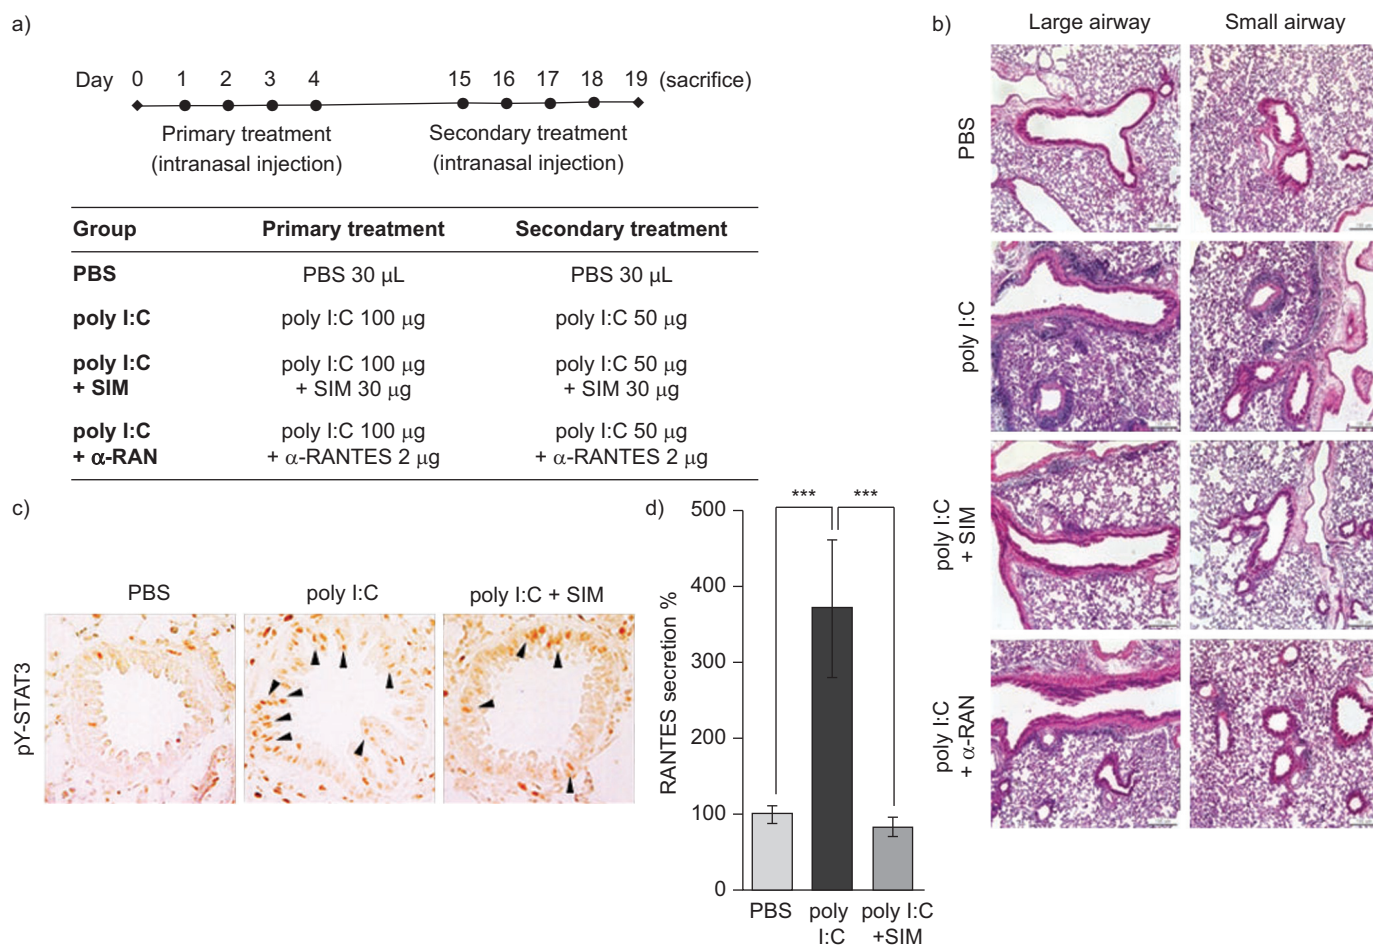 a)
Day 0 1 2 3 4 15 16 17 18 19 (sacrifice)
Primary treatment
(intranasal injection)
Secondary treatment
(intranasal injection)
Group Primary treatment Secondary treatment
PBS PBS 30 µL PBS 30 µL
poly I:C poly I:C 100 µg poly I:C 50 µg
poly I:C poly I:C 100 µg poly I:C 50 µg
+ SIM + SIM 30 µg + SIM 30 µg
poly I:C poly I:C 100 µg poly I:C 50 µg
+ α-RAN + α-RANTES 2 µg + α-RANTES 2 µg
b)
Large airway Small airway
PBS
poly I:C
poly I:C
+ SIM
poly I:C
+ α-RAN
c)
PBS poly I:C poly I:C + SIM
pY-STAT3
d)
RANTES secretion %
500
400
300
200
100
0
*** ***
PBS poly poly I:C
I:C +SIM